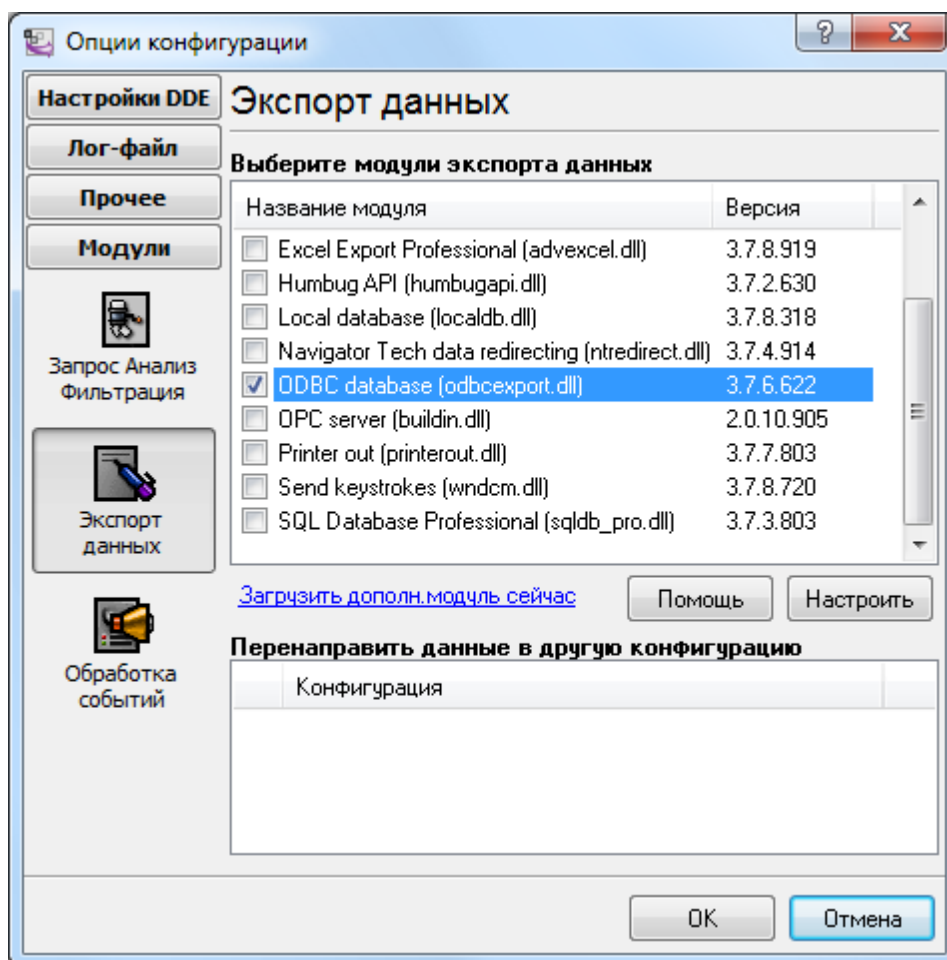 Опции конфигурации
Настройки DDE
Лог-файл
Прочее
Модули
Запрос Анализ
Фильтрация
Экспорт
данных
Обработка
событий
Экспорт данных
Выберите модули экспорта данных
Название модуля Версия
Excel Export Professional (advexcel.dll) 3.7.8.919
Humbug API (humbugapi.dll) 3.7.2.630
Local database (localdb.dll) 3.7.8.318
Navigator Tech data redirecting (ntredirect.dll) 3.7.4.914
ODBC database (odbcexport.dll) 3.7.6.622
OPC server (buildin.dll) 2.0.10.905
Printer out (printerout.dll) 3.7.7.803
Send keystrokes (wndcm.dll) 3.7.8.720
SQL Database Professional (sqldb_pro.dll) 3.7.3.803
Загрузить дополн.модуль сейчас Помощь Настроить
Перенаправить данные в другую конфигурацию
Конфигурация
OK Отмена